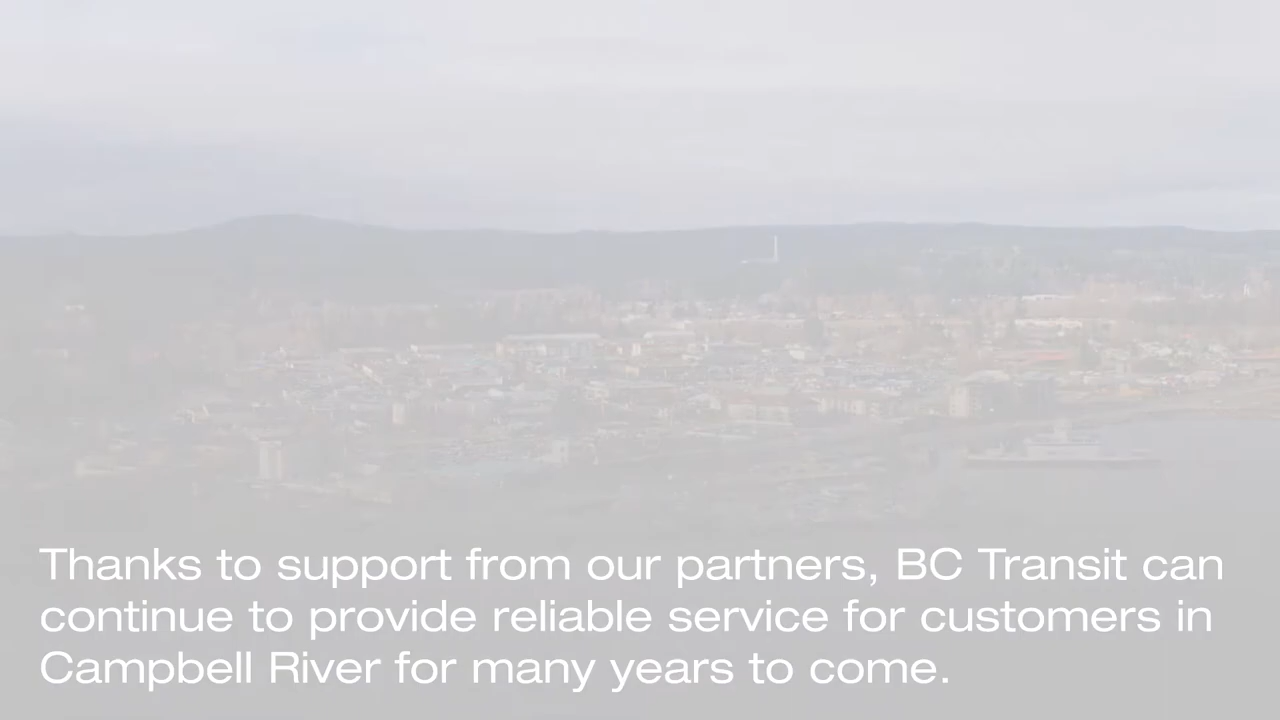 Thanks to support from our partners, BC Transit can
continue to provide reliable service for customers in
Campbell River for many years to come.